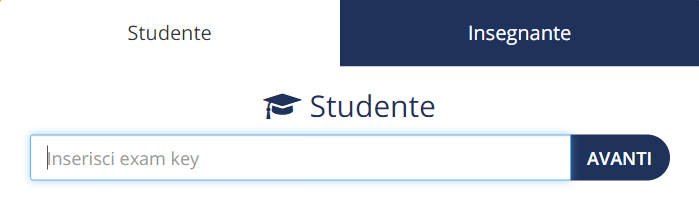 Studente Insegnante
Studente
Inserisci exam key AVANTI